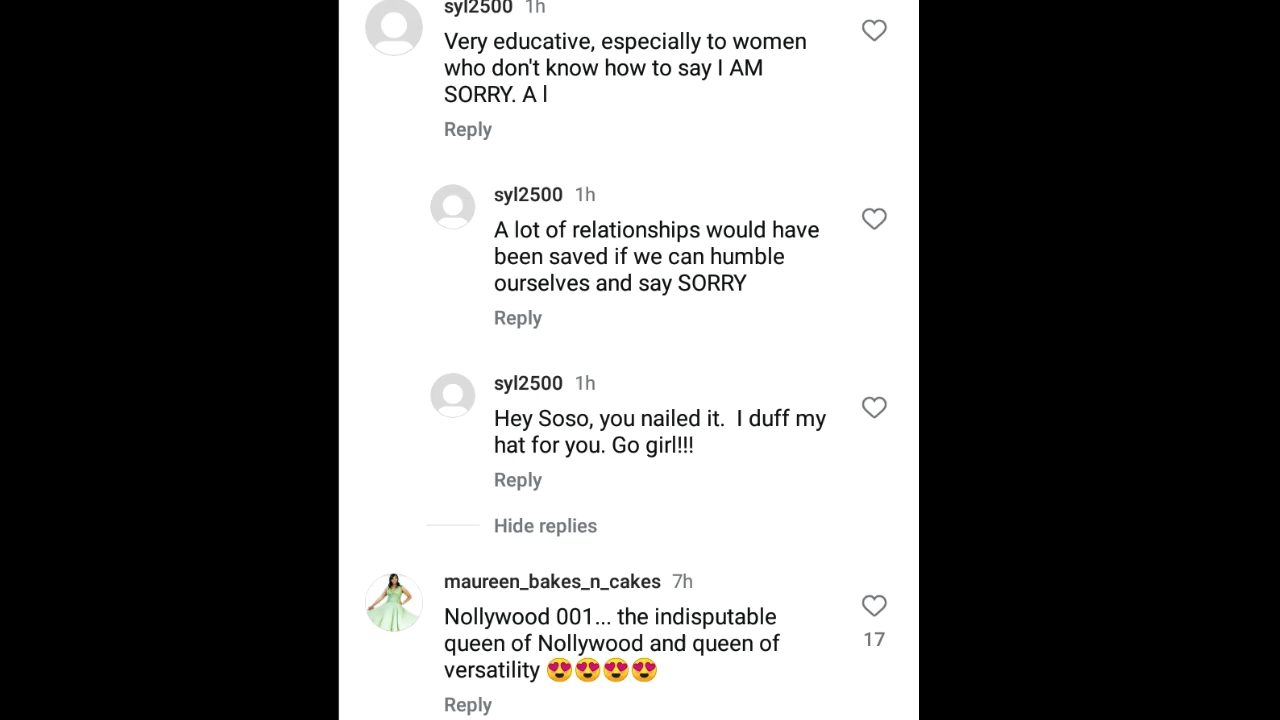 syl2500 1h
Very educative, especially to women
who don't know how to say I AM
SORRY. A l
Reply
syl2500 1h
A lot of relationships would have
been saved if we can humble
ourselves and say SORRY
Reply
syl2500 1h
Hey Soso, you nailed it.  I duff my
hat for you. Go girl!!!
Reply
Hide replies
maureen_bakes_n_cakes 7h
Nollywood 001... the indisputable
queen of Nollywood and queen of
versatility 😍😍😍😍
17
Reply